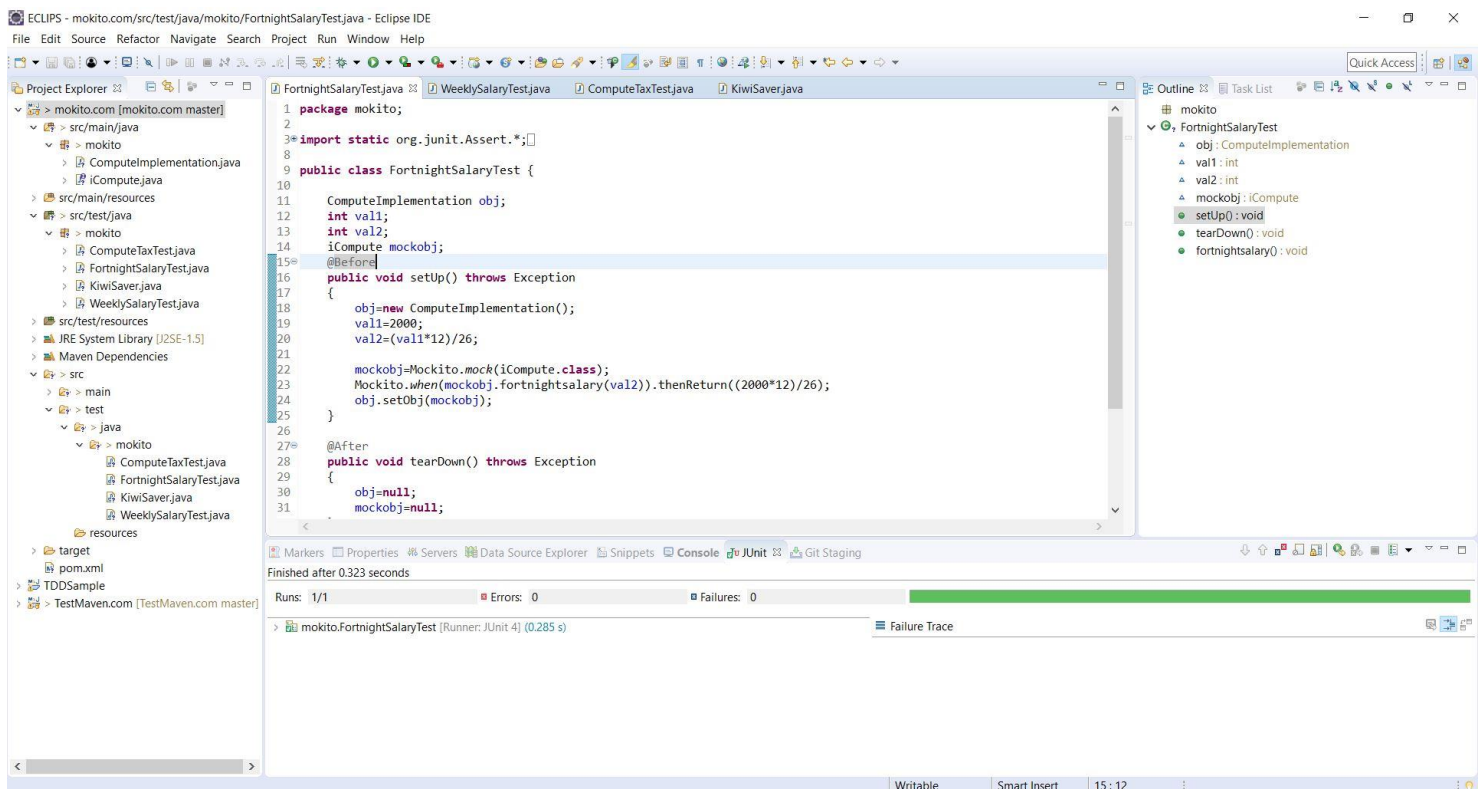 ECLIPS - mokito.com/src/test/java/mokito/FortnightSalaryTest.java - Eclipse IDE
File Edit Source Refactor Navigate Search Project Run Window Help
Quick Access
Project Explorer
> mokito.com [mokito.com master]
> src/main/java
> mokito
> ComputeImplementation.java
> iCompute.java
> src/main/resources
> src/test/java
> mokito
> ComputeTaxTest.java
> FortnightSalaryTest.java
> KiwiSaver.java
> WeeklySalaryTest.java
> src/test/resources
> JRE System Library [J2SE-1.5]
> Maven Dependencies
> src
> main
> test
> java
> mokito
ComputeTaxTest.java
FortnightSalaryTest.java
KiwiSaver.java
WeeklySalaryTest.java
resources
> target
pom.xml
> TDDSample
> TestMaven.com [TestMaven.com master]
FortnightSalaryTest.java WeeklySalaryTest.java ComputeTaxTest.java KiwiSaver.java
1 package mokito;
2
3 import static org.junit.Assert.*;
8
9 public class FortnightSalaryTest {
10
11 ComputeImplementation obj;
12 int val1;
13 int val2;
14 iCompute mockobj;
15 @Before
16 public void setUp() throws Exception
17 {
18 obj=new ComputeImplementation();
19 val1=2000;
20 val2=(val1*12)/26;
21
22 mockobj=Mockito.mock(iCompute.class);
23 Mockito.when(mockobj.fortnightsalary(val2)).thenReturn((2000*12)/26);
24 obj.setObj(mockobj);
25 }
26
27 @After
28 public void tearDown() throws Exception
29 {
30 obj=null;
31 mockobj=null;
Outline Task List
mokito
FortnightSalaryTest
obj : ComputeImplementation
val1 : int
val2 : int
mockobj : iCompute
setUp() : void
tearDown() : void
fortnightsalary() : void
Markers Properties Servers Data Source Explorer Snippets Console JUnit Git Staging
Finished after 0.323 seconds
Runs: 1/1 Errors: 0 Failures: 0
> mokito.FortnightSalaryTest [Runner: JUnit 4] (0.285 s)
Failure Trace
Writable Smart Insert 15 : 12